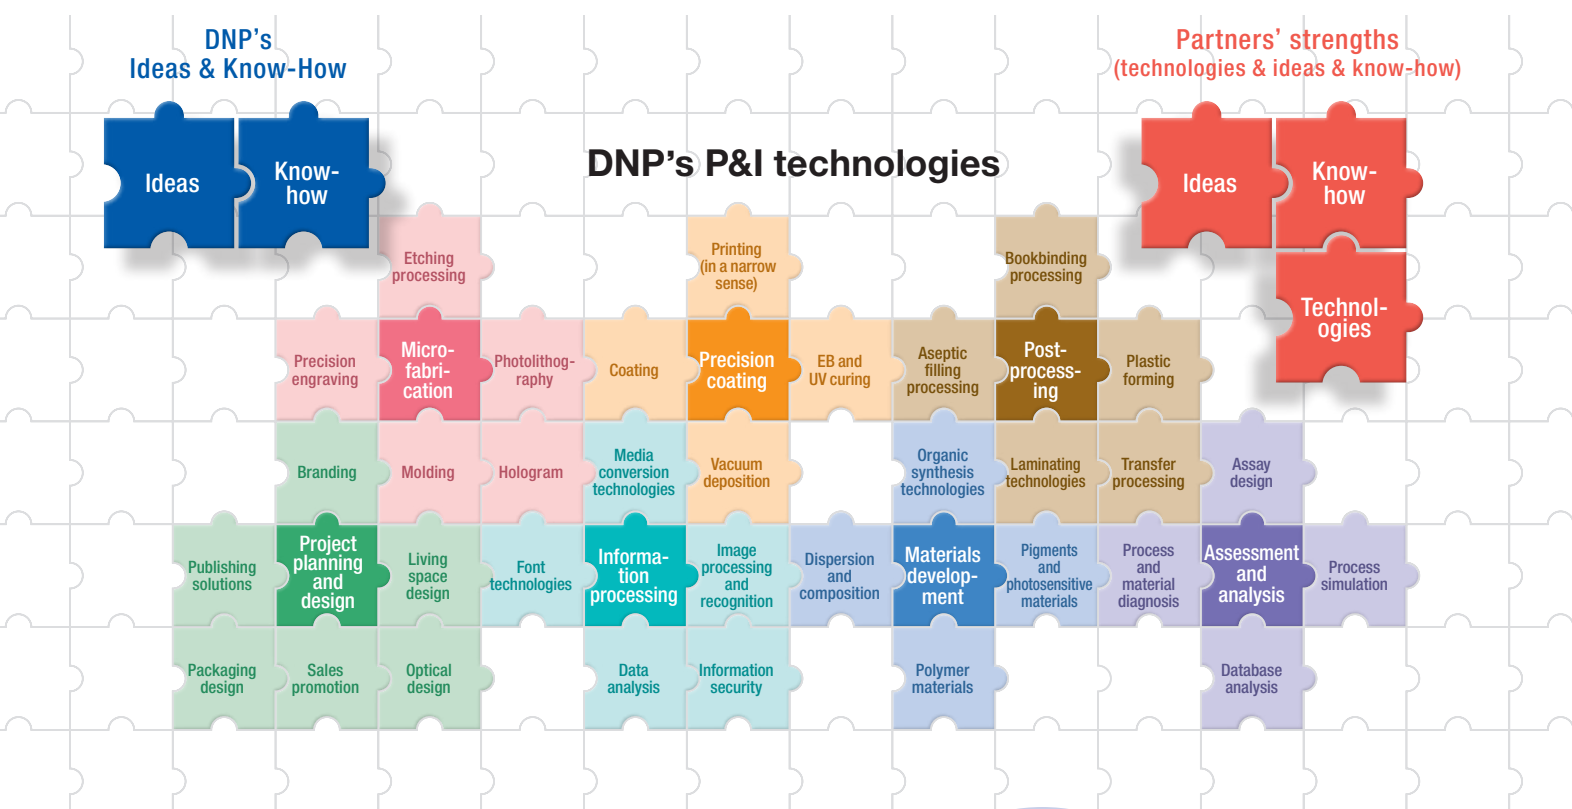 DNP's
Ideas & Know-How
Partners' strengths
(technologies & ideas & know-how)
Ideas
Know-
how
DNP's P&I technologies
Ideas
Know-
how
Technol-
ogies
Etching
processing
Printing
(in a narrow
sense)
Bookbinding
processing
Precision
engraving
Micro-
fabri-
cation
Photolithog-
raphy
Coating
Precision
coating
EB and
UV curing
Aseptic
filling
processing
Post-
process-
ing
Plastic
forming
Branding
Molding
Hologram
Media
conversion
technologies
Vacuum
deposition
Organic
synthesis
technologies
Laminating
technologies
Transfer
processing
Assay
design
Publishing
solutions
Project
planning
and
design
Living
space
design
Font
technologies
Informa-
tion
processing
Image
processing
and
recognition
Dispersion
and
composition
Materials
develop-
ment
Pigments
and
photosensitive
materials
Process
and
material
diagnosis
Assessment
and
analysis
Process
simulation
Packaging
design
Sales
promotion
Optical
design
Data
analysis
Information
security
Polymer
materials
Database
analysis